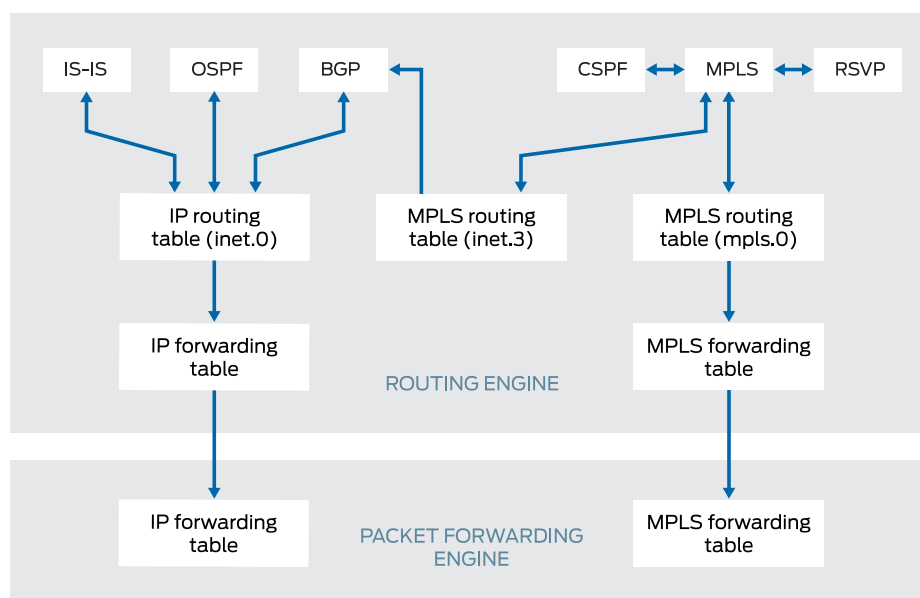 IS-IS
OSPF
BGP
CSPF
MPLS
RSVP
IP routing
table (inet.0)
MPLS routing
table (inet.3)
MPLS routing
table (mpls.0)
IP forwarding
table
MPLS forwarding
table
ROUTING ENGINE
IP forwarding
table
PACKET FORWARDING
ENGINE
MPLS forwarding
table